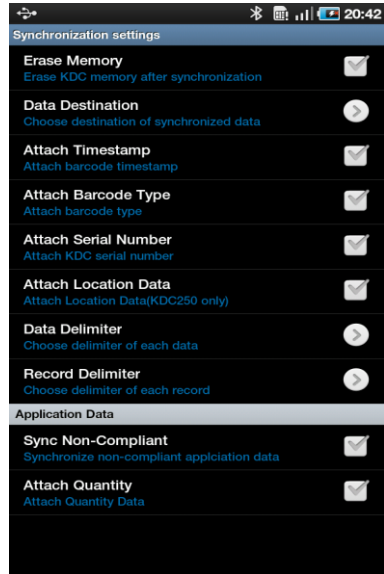 20:42
Synchronization settings
Erase Memory
Erase KDC memory after synchronization
Data Destination
Choose destination of synchronized data
Attach Timestamp
Attach barcode timestamp
Attach Barcode Type
Attach barcode type
Attach Serial Number
Attach KDC serial number
Attach Location Data
Attach Location Data(KDC250 only)
Data Delimiter
Choose delimiter of each data
Record Delimiter
Choose delimiter of each record
Application Data
Sync Non-Compliant
Synchronize non-compliant applciation data
Attach Quantity
Attach Quantity Data